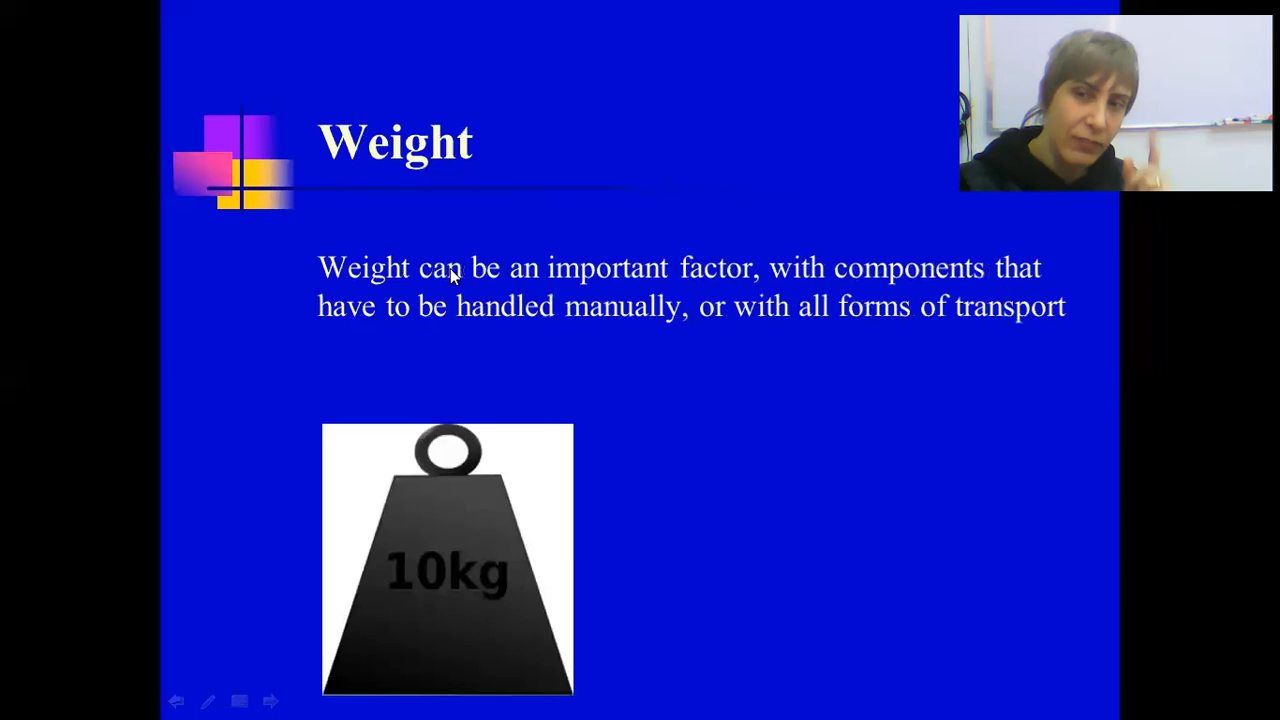 Weight
Weight can be an important factor, with components that
have to be handled manually, or with all forms of transport
10kg